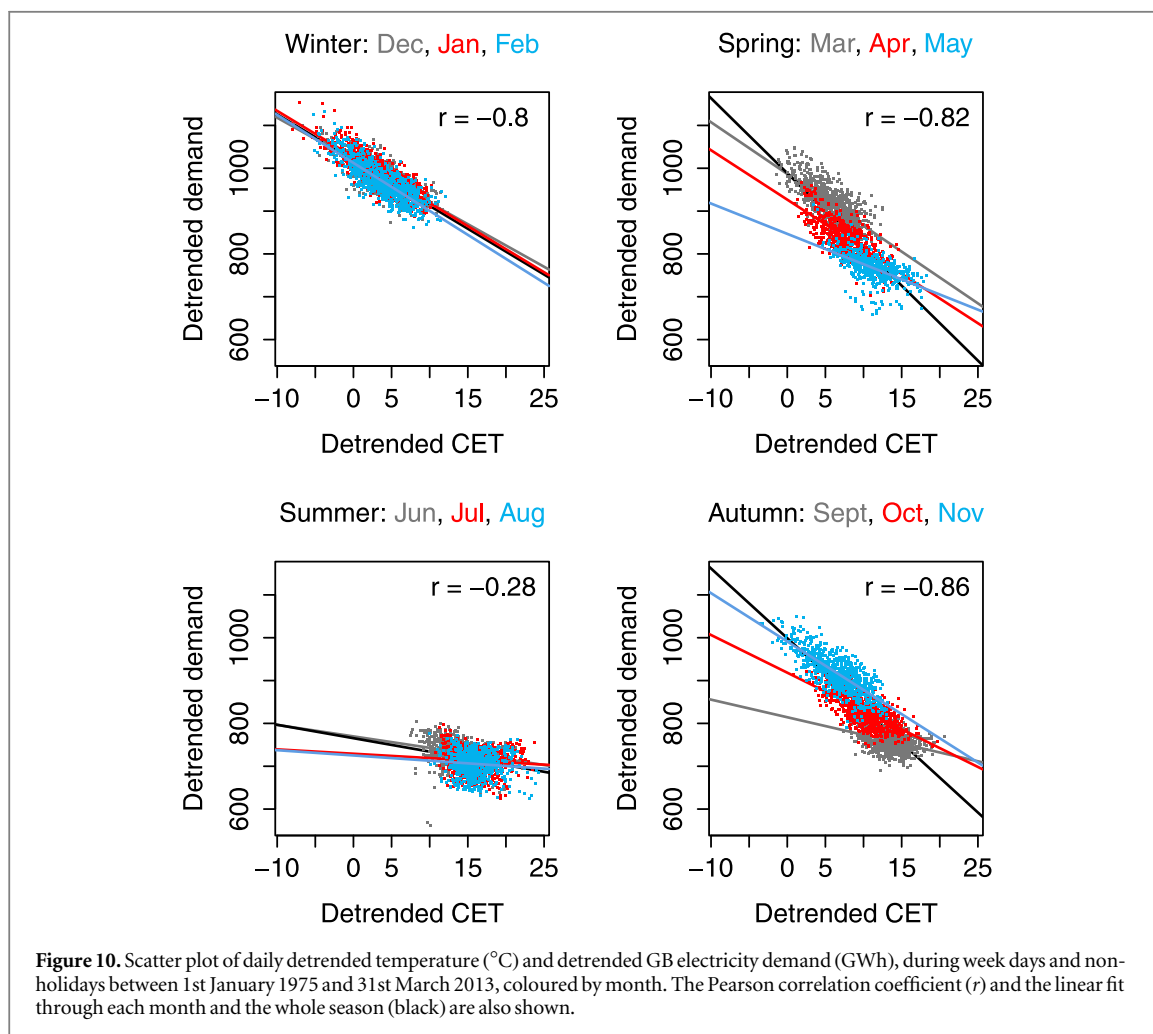 Winter: Dec, Jan, Feb
r = −0.8
Detrended demand
600
800
1000
−10
0
5
15
25
Detrended CET
Spring: Mar, Apr, May
r = −0.82
Detrended demand
600
800
1000
−10
0
5
15
25
Detrended CET
Summer: Jun, Jul, Aug
r = −0.28
Detrended demand
600
800
1000
−10
0
5
15
25
Detrended CET
Autumn: Sept, Oct, Nov
r = −0.86
Detrended demand
600
800
1000
−10
0
5
15
25
Detrended CET
Figure 10. Scatter plot of daily detrended temperature (°C) and detrended GB electricity demand (GWh), during week days and non-
holidays between 1st January 1975 and 31st March 2013, coloured by month. The Pearson correlation coefficient (r) and the linear fit
through each month and the whole season (black) are also shown.